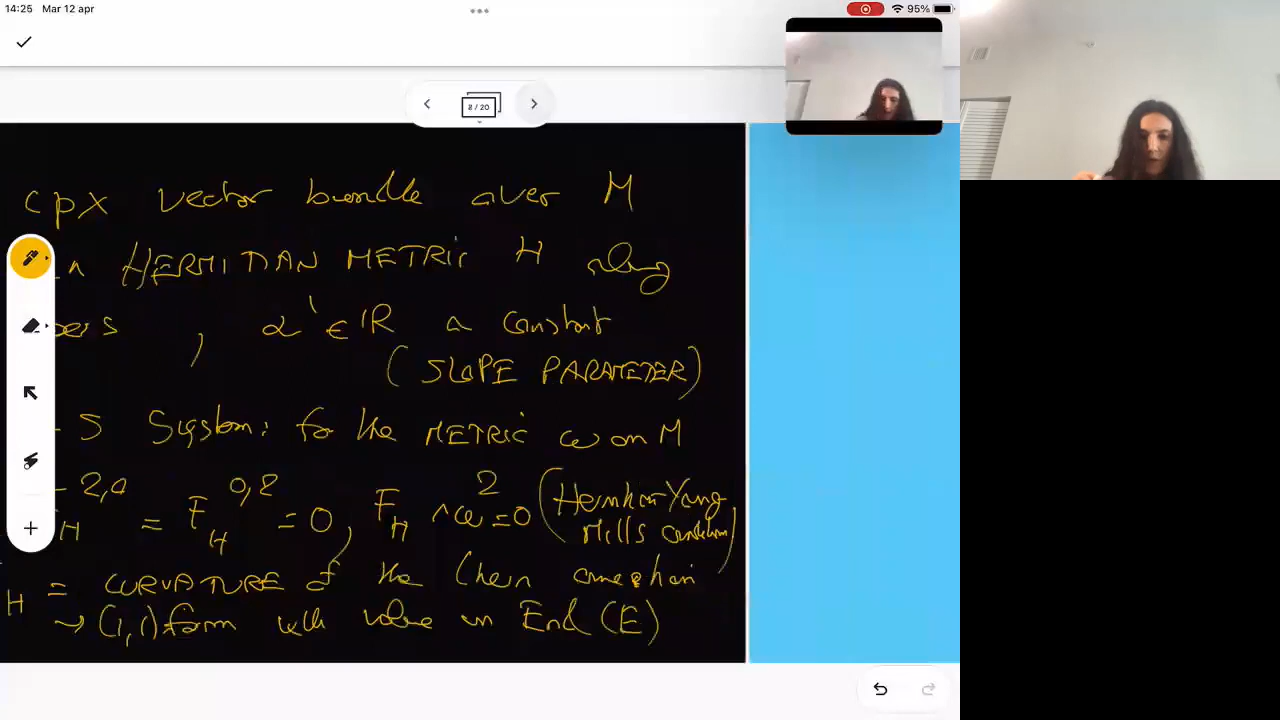 14:25 Mar 12 apr
95%
8 / 20
cpx vector bundle over M
HERMITIAN METRIC H along
, α' ∈ ℝ a constant
(SLOPE PARAMETER)
- S System: for the METRIC ω on M
2,0 = F_H^{0,2} = 0, F_H ∧ ω^2 = 0 (Hermitian-Yang
Mills condition)
H = CURVATURE of the Chern connection
→ (1,1) form with value in End (E)